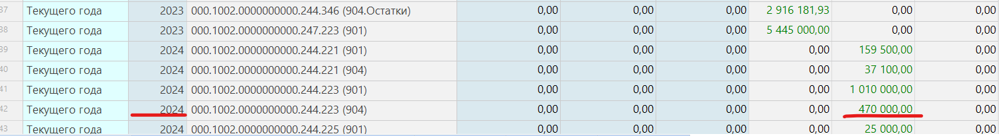 37 Текущего года 2023 000.1002.0000000000.244.346 (904.Остатки) 0,00 0,00 0,00 2 916 181,93 0,00 0,00
38 Текущего года 2023 000.1002.0000000000.247.223 (901) 0,00 0,00 0,00 5 445 000,00 0,00 0,00
39 Текущего года 2024 000.1002.0000000000.244.221 (901) 0,00 0,00 0,00 0,00 159 500,00 0,00
40 Текущего года 2024 000.1002.0000000000.244.221 (904) 0,00 0,00 0,00 0,00 37 100,00 0,00
41 Текущего года 2024 000.1002.0000000000.244.223 (901) 0,00 0,00 0,00 0,00 1 010 000,00 0,00
42 Текущего года 2024 000.1002.0000000000.244.223 (904) 0,00 0,00 0,00 0,00 470 000,00 0,00
43 Текущего года 2024 000.1002.0000000000.244.225 (901) 0,00 0,00 0,00 0,00 25 000,00 0,00